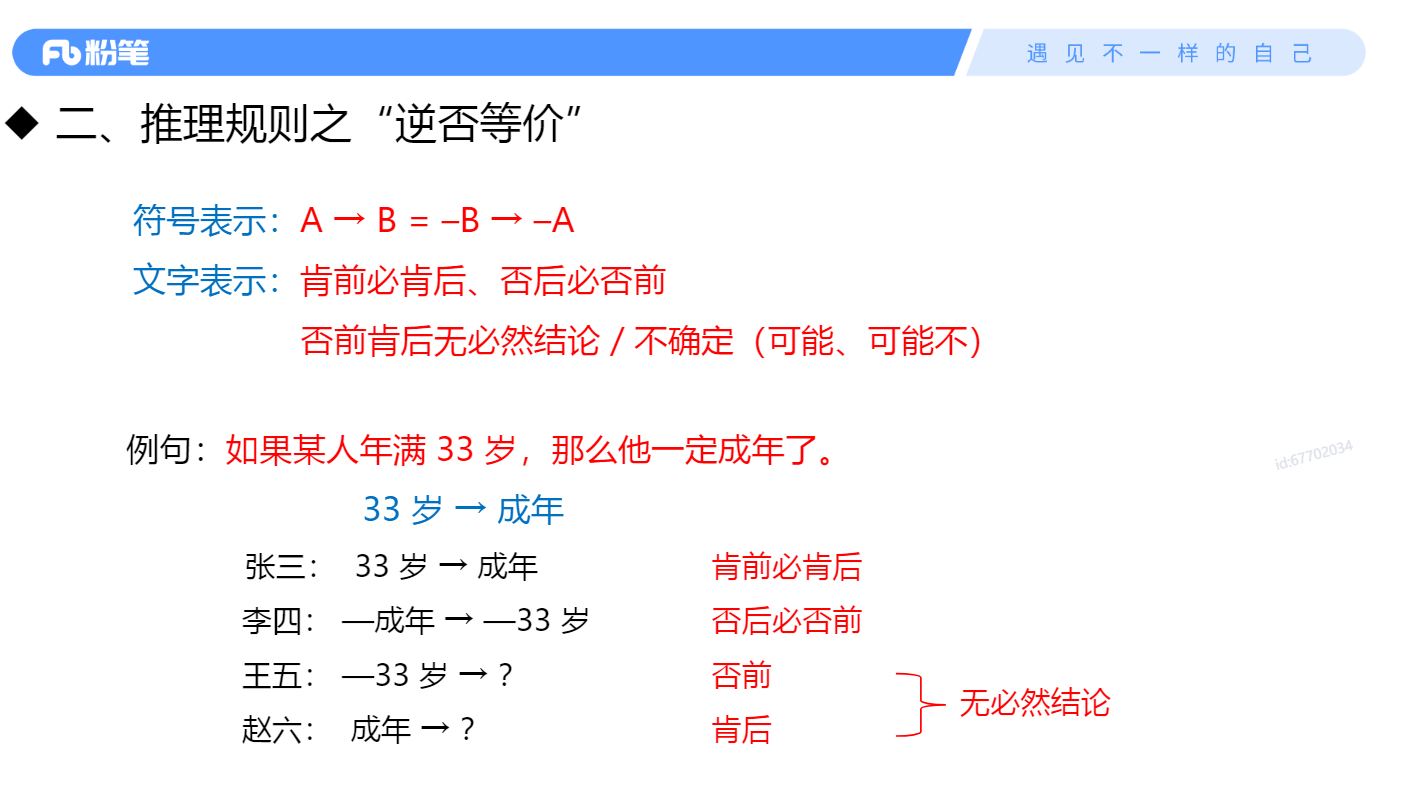 粉笔
遇见不一样的自己
◆ 二、推理规则之“逆否等价”
符号表示：A → B = –B → –A
文字表示：肯前必肯后、否后必否前
否前肯后无必然结论 / 不确定（可能、可能不）
例句：如果某人年满 33 岁，那么他一定成年了。
33 岁 → 成年
张三： 33 岁 → 成年 肯前必肯后
李四： —成年 → —33 岁 否后必否前
王五： —33 岁 → ？ 否前
无必然结论
赵六： 成年 → ？ 肯后
id:67702034